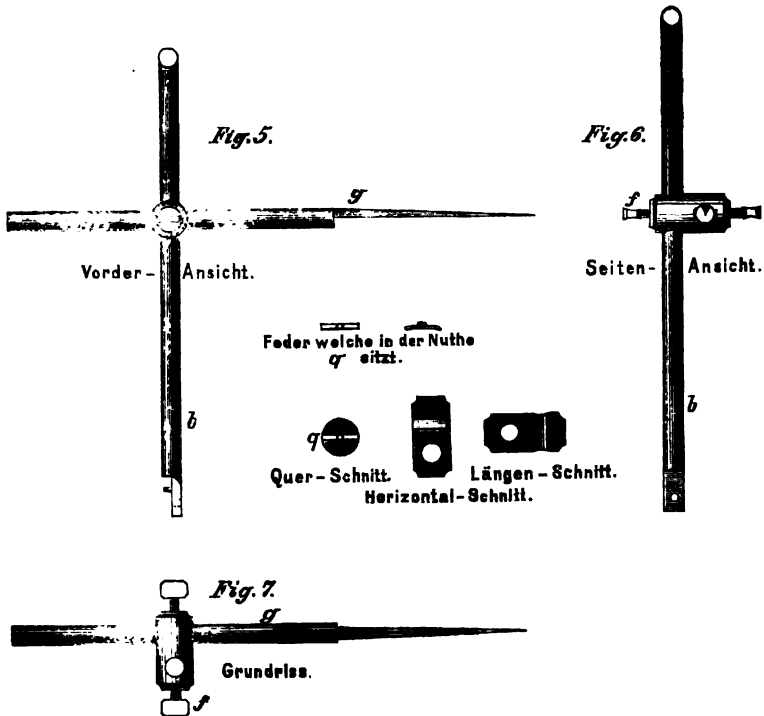 Fig. 5.
g
Vorder - Ansicht.
b
Fig. 6.
f
Seiten - Ansicht.
b
Feder welche in der Nuthe
q sitzt.
q
Quer - Schnitt.
Längen - Schnitt.
Horizontal - Schnitt.
Fig. 7.
g
Grundriss.
f